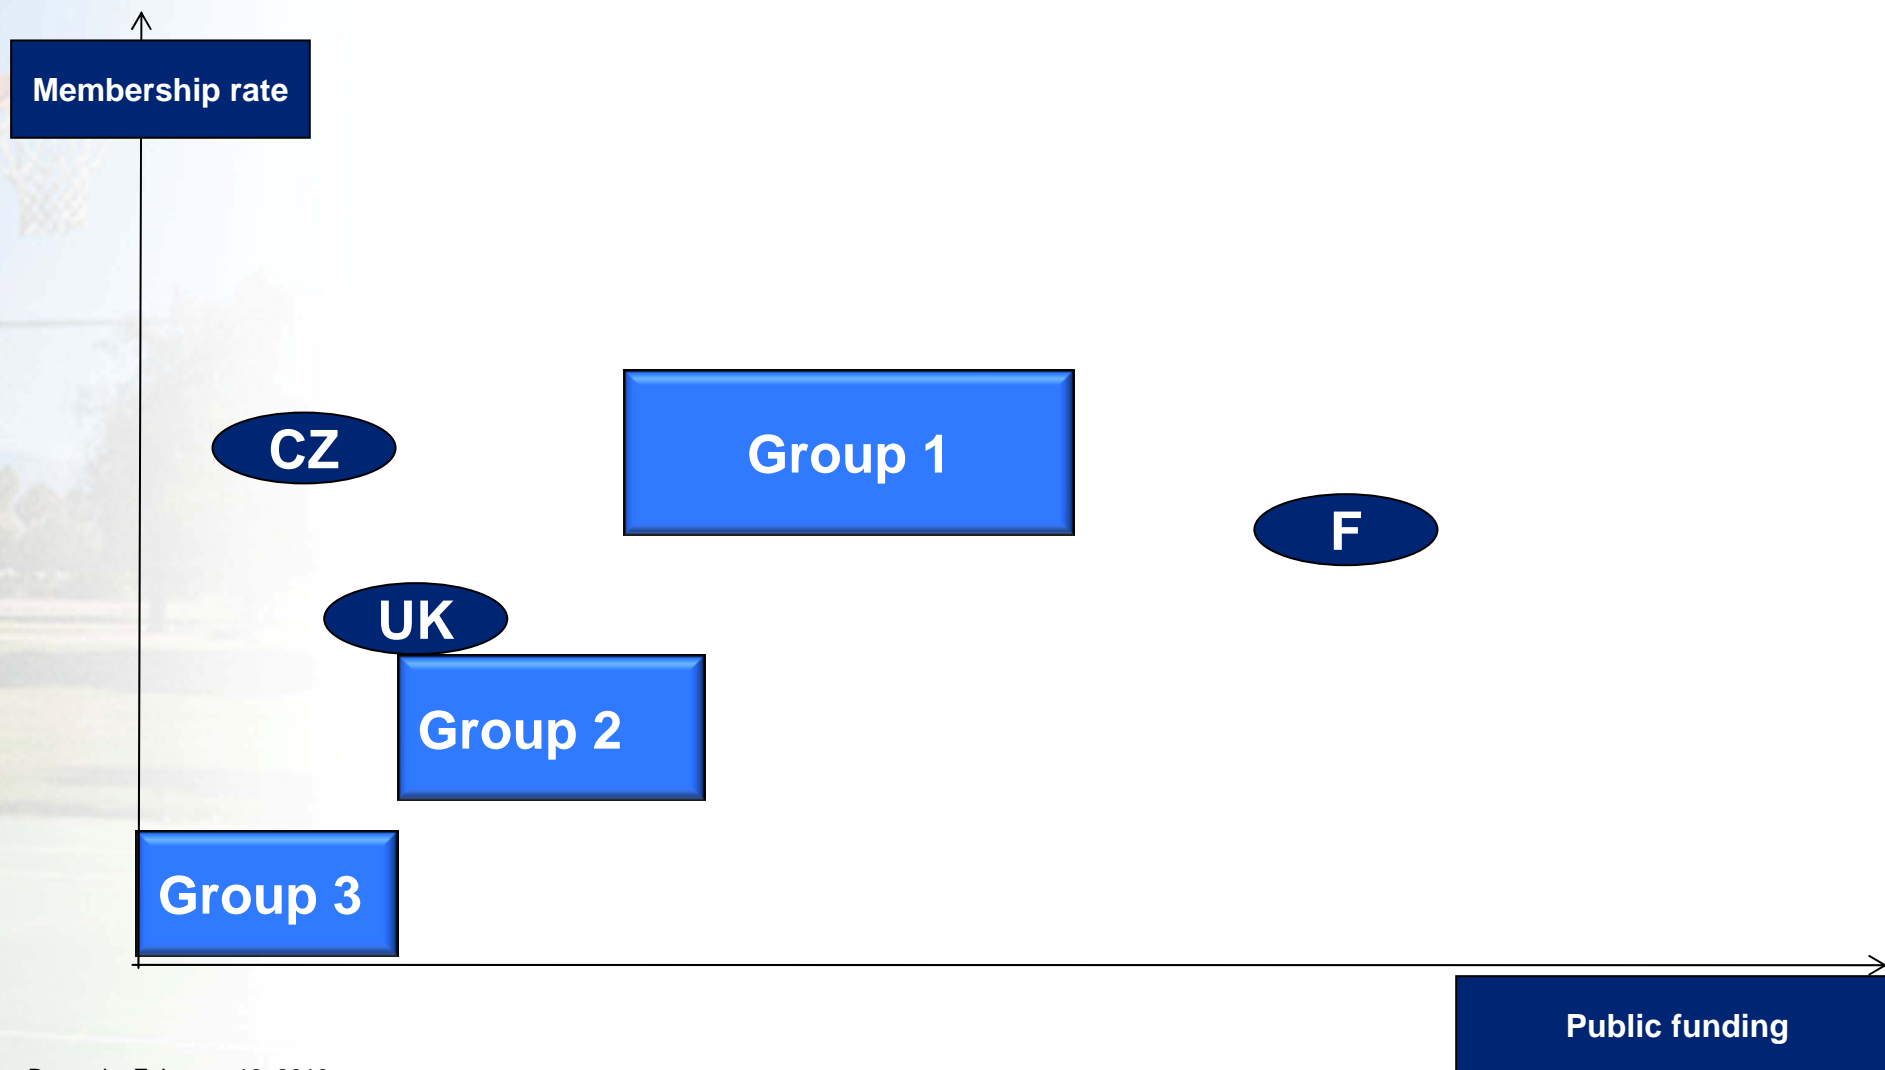 Membership rate
CZ
Group 1
F
UK
Group 2
Group 3
Public funding